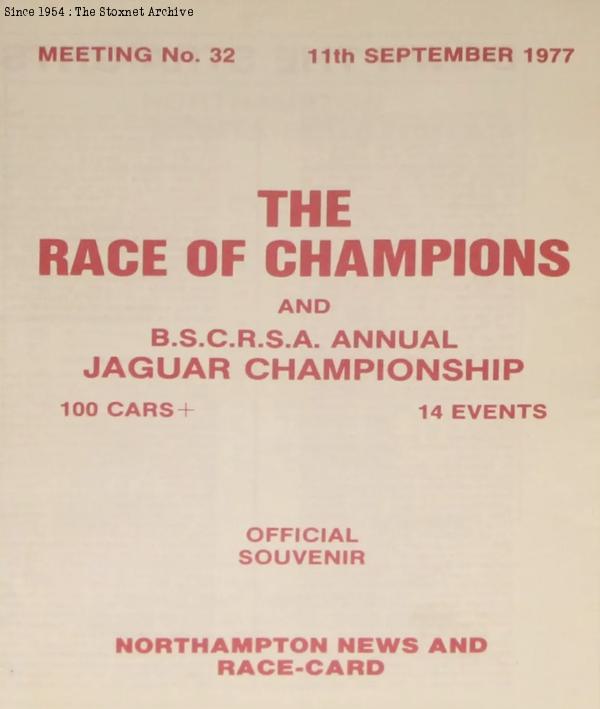 Since 1954 : The Stoxnet Archive
MEETING No. 32 11th SEPTEMBER 1977
THE
RACE OF CHAMPIONS
AND
B.S.C.R.S.A. ANNUAL
JAGUAR CHAMPIONSHIP
100 CARS+ 14 EVENTS
OFFICIAL
SOUVENIR
NORTHAMPTON NEWS AND
RACE-CARD